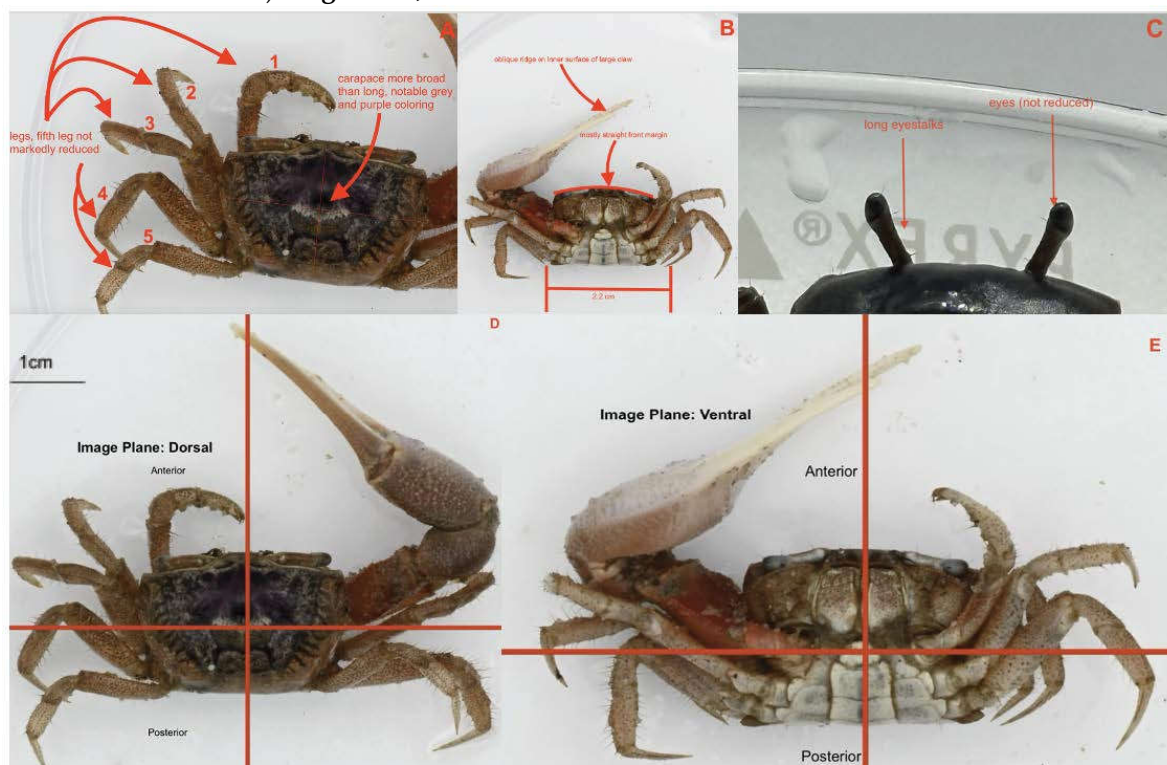 A
1
2
3
4
5
legs, fifth leg not
markedly reduced
carapace more broad
than long, notable grey
and purple coloring
B
oblique ridge on inner surface of large claw
mostly straight front margin
2.2 cm
C
long eyestalks
eyes (not reduced)
PYREX®
D
1cm
Image Plane: Dorsal
Anterior
Posterior
E
Image Plane: Ventral
Anterior
Posterior